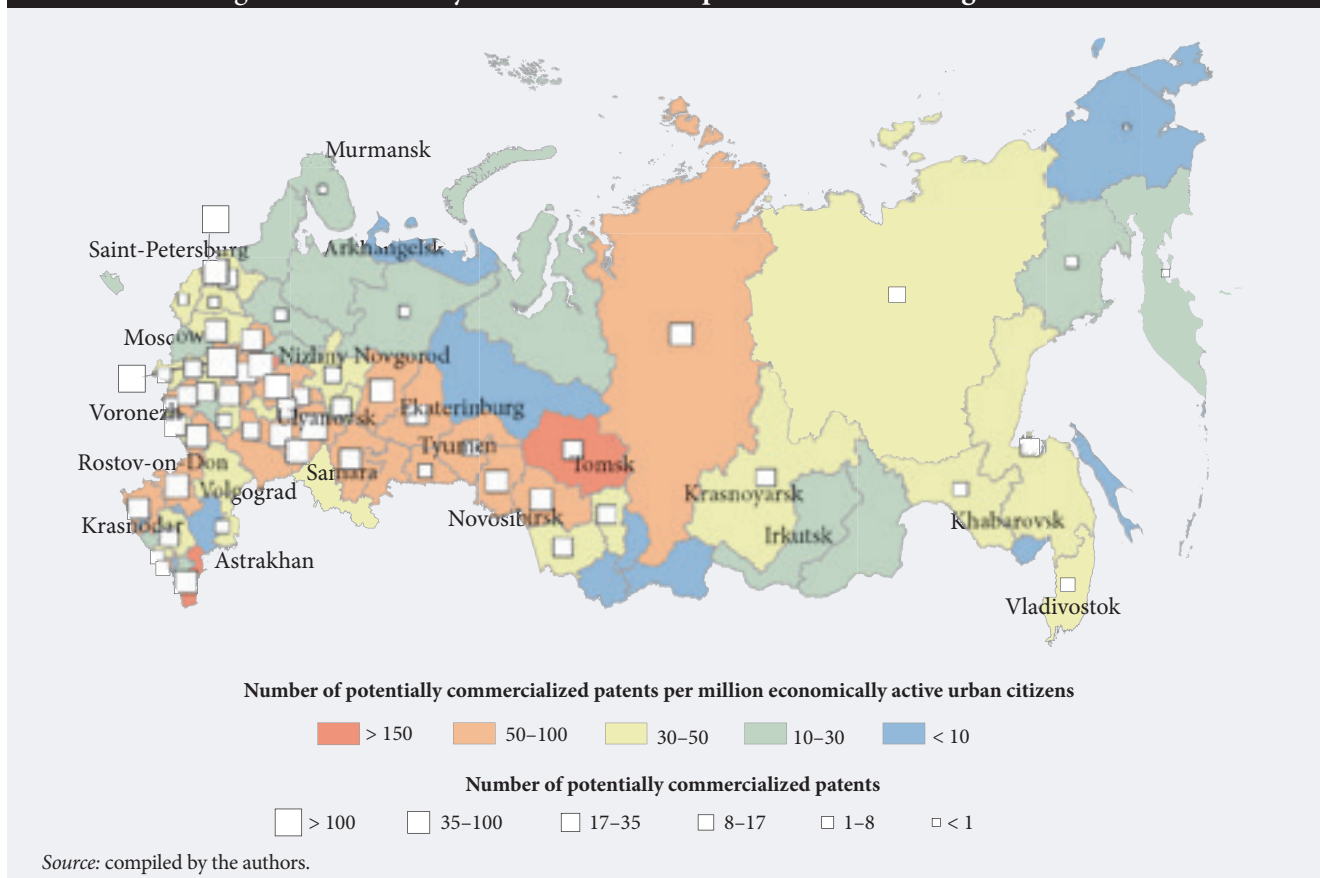 Murmansk
Saint-Petersburg
Arkhangelsk
Moscow
Nizhny Novgorod
Voronezh
Ulyanovsk
Ekaterinburg
Tyumen
Rostov-on-Don
Samara
Tomsk
Volgograd
Krasnoyarsk
Krasnodar
Novosibirsk
Khabarovsk
Irkutsk
Astrakhan
Vladivostok
Number of potentially commercialized patents per million economically active urban citizens
> 150 50–100 30–50 10–30 < 10
Number of potentially commercialized patents
> 100 35–100 17–35 8–17 1–8 < 1
Source: compiled by the authors.